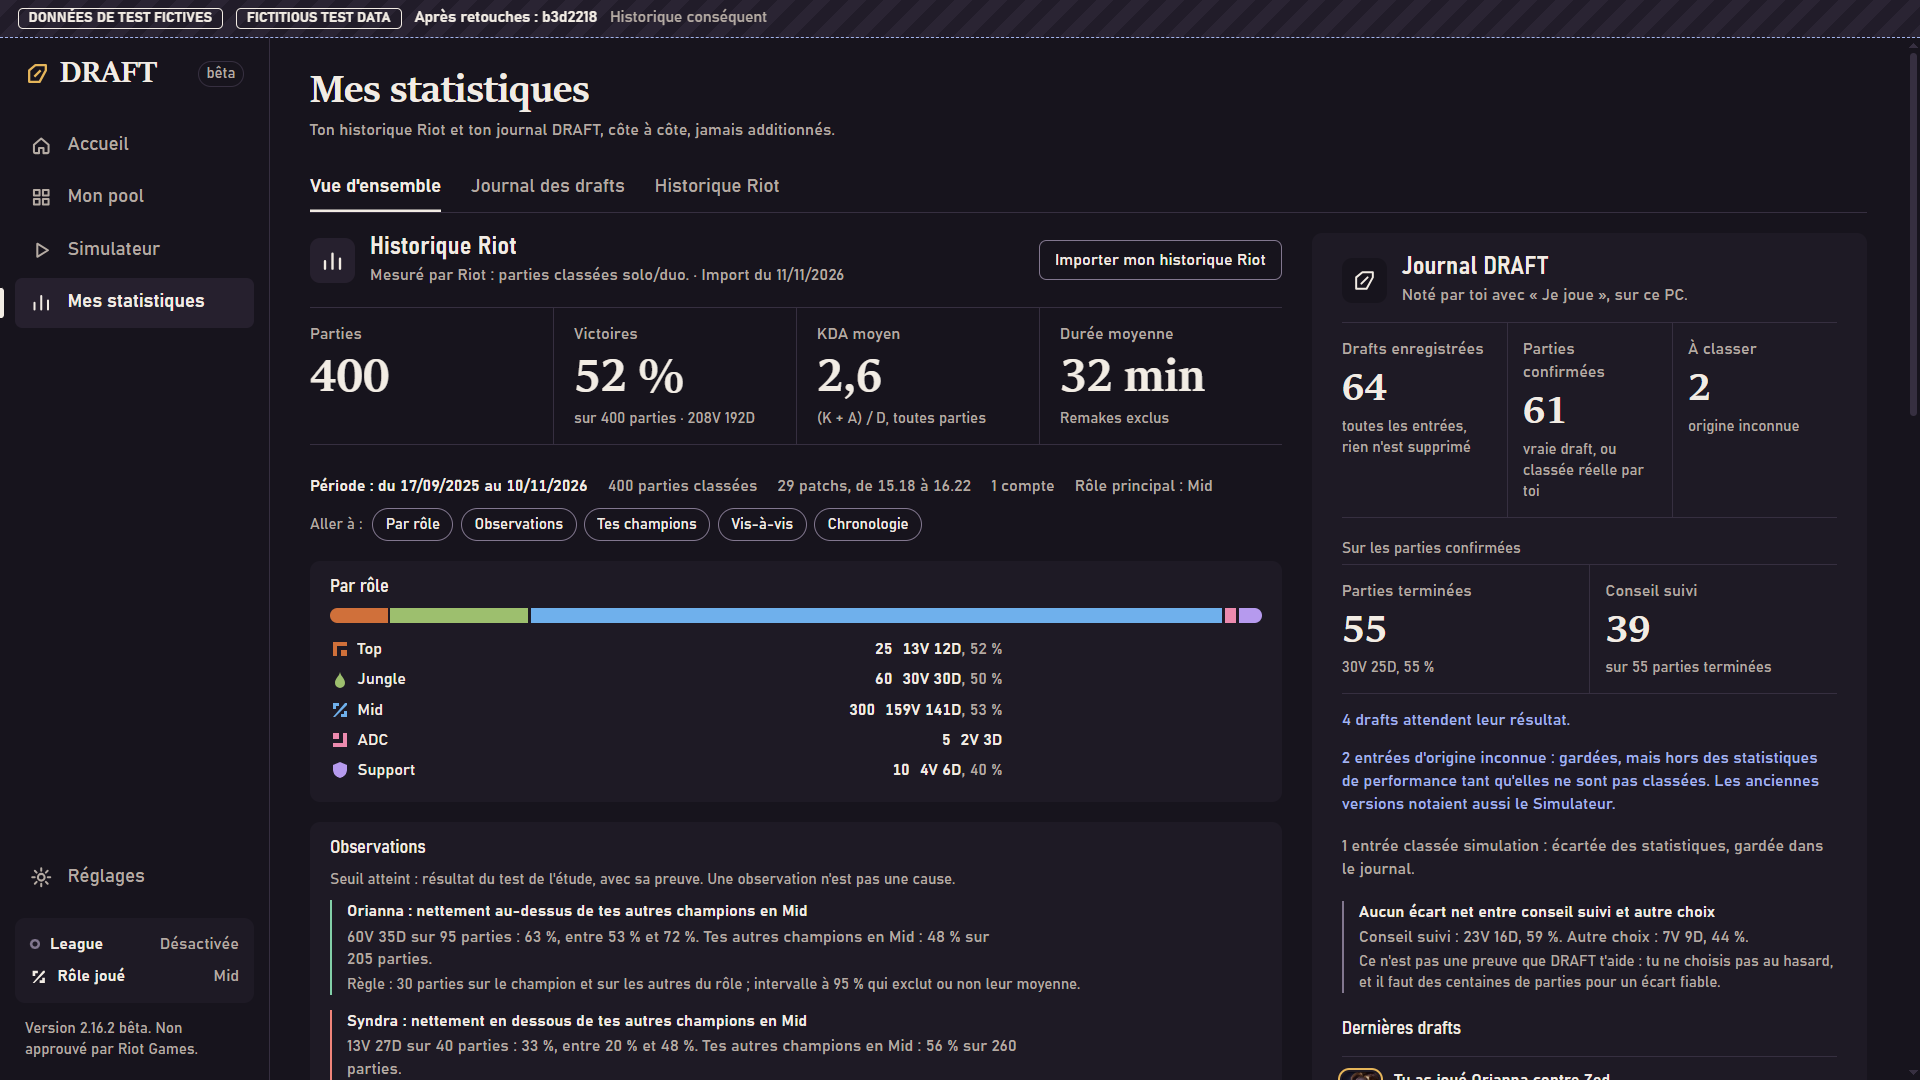 DONNÉES DE TEST FICTIVES FICTITIOUS TEST DATA Après retouches : b3d2218 Historique conséquent
DRAFT bêta
Accueil
Mon pool
Simulateur
Mes statistiques
Réglages
League Désactivée
Rôle joué Mid
Version 2.16.2 bêta. Non
approuvé par Riot Games.
Mes statistiques
Ton historique Riot et ton journal DRAFT, côte à côte, jamais additionnés.
Vue d'ensemble Journal des drafts Historique Riot
Historique Riot
Mesuré par Riot : parties classées solo/duo. · Import du 11/11/2026
Importer mon historique Riot
Parties
400
Victoires
52 %
sur 400 parties · 208V 192D
KDA moyen
2,6
(K + A) / D, toutes parties
Durée moyenne
32 min
Remakes exclus
Période : du 17/09/2025 au 10/11/2026 400 parties classées 29 patchs, de 15.18 à 16.22 1 compte Rôle principal : Mid
Aller à : Par rôle Observations Tes champions Vis-à-vis Chronologie
Par rôle
Top 25 13V 12D, 52 %
Jungle 60 30V 30D, 50 %
Mid 300 159V 141D, 53 %
ADC 5 2V 3D
Support 10 4V 6D, 40 %
Observations
Seuil atteint : résultat du test de l'étude, avec sa preuve. Une observation n'est pas une cause.
Orianna : nettement au-dessus de tes autres champions en Mid
60V 35D sur 95 parties : 63 %, entre 53 % et 72 %. Tes autres champions en Mid : 48 % sur
205 parties.
Règle : 30 parties sur le champion et sur les autres du rôle ; intervalle à 95 % qui exclut ou non leur moyenne.
Syndra : nettement en dessous de tes autres champions en Mid
13V 27D sur 40 parties : 33 %, entre 20 % et 48 %. Tes autres champions en Mid : 56 % sur 260
parties.
Journal DRAFT
Noté par toi avec « Je joue », sur ce PC.
Drafts enregistrées
64
toutes les entrées,
rien n'est supprimé
Parties
confirmées
61
vraie draft, ou
classée réelle par
toi
À classer
2
origine inconnue
Sur les parties confirmées
Parties terminées
55
30V 25D, 55 %
Conseil suivi
39
sur 55 parties terminées
4 drafts attendent leur résultat.
2 entrées d'origine inconnue : gardées, mais hors des statistiques
de performance tant qu'elles ne sont pas classées. Les anciennes
versions notaient aussi le Simulateur.
1 entrée classée simulation : écartée des statistiques, gardée dans
le journal.
Aucun écart net entre conseil suivi et autre choix
Conseil suivi : 23V 16D, 59 %. Autre choix : 7V 9D, 44 %.
Ce n'est pas une preuve que DRAFT t'aide : tu ne choisis pas au hasard,
et il faut des centaines de parties pour un écart fiable.
Dernières drafts
Tu as joué Orianna contre Zed